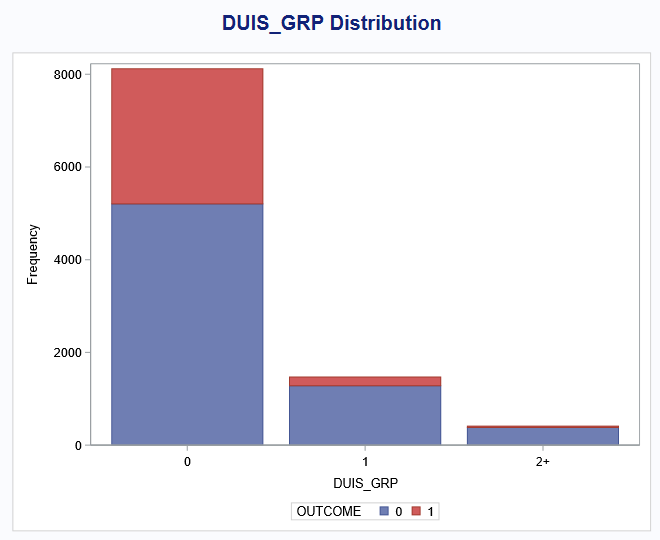 DUIS_GRP Distribution
8000
6000
4000
2000
0
Frequency
0 1 2+
DUIS_GRP
OUTCOME 0 1